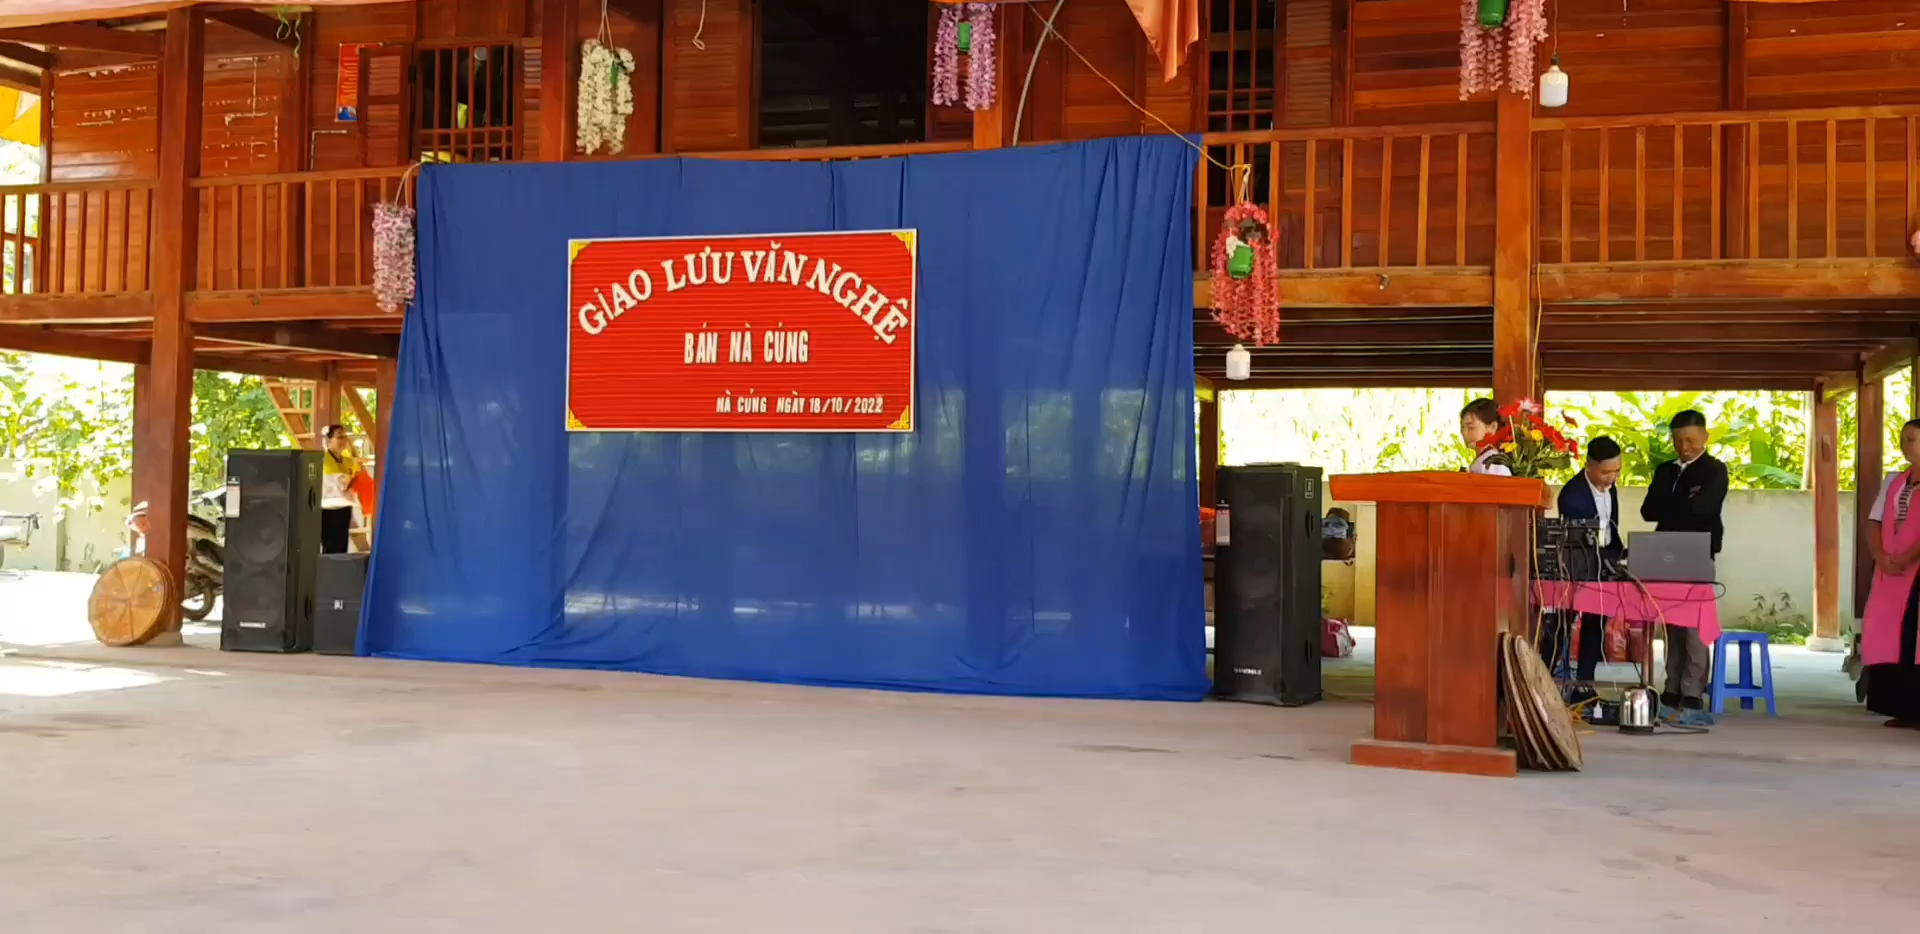 GIAO LƯU VĂN NGHỆ
BẢN NÀ CÚNG
NÀ CÚNG NGÀY 18/10/2022